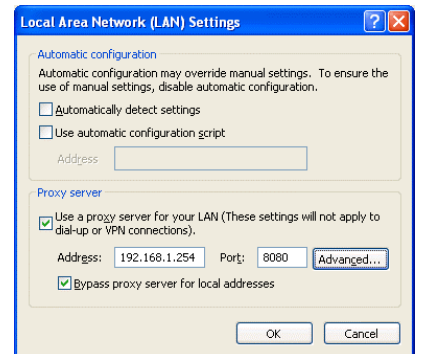 Local Area Network (LAN) Settings
Automatic configuration
Automatic configuration may override manual settings. To ensure the
use of manual settings, disable automatic configuration.
Automatically detect settings
Use automatic configuration script
Address
Proxy server
Use a proxy server for your LAN (These settings will not apply to
dial-up or VPN connections).
Address: 192.168.1.254 Port: 8080 Advanced...
Bypass proxy server for local addresses
OK Cancel